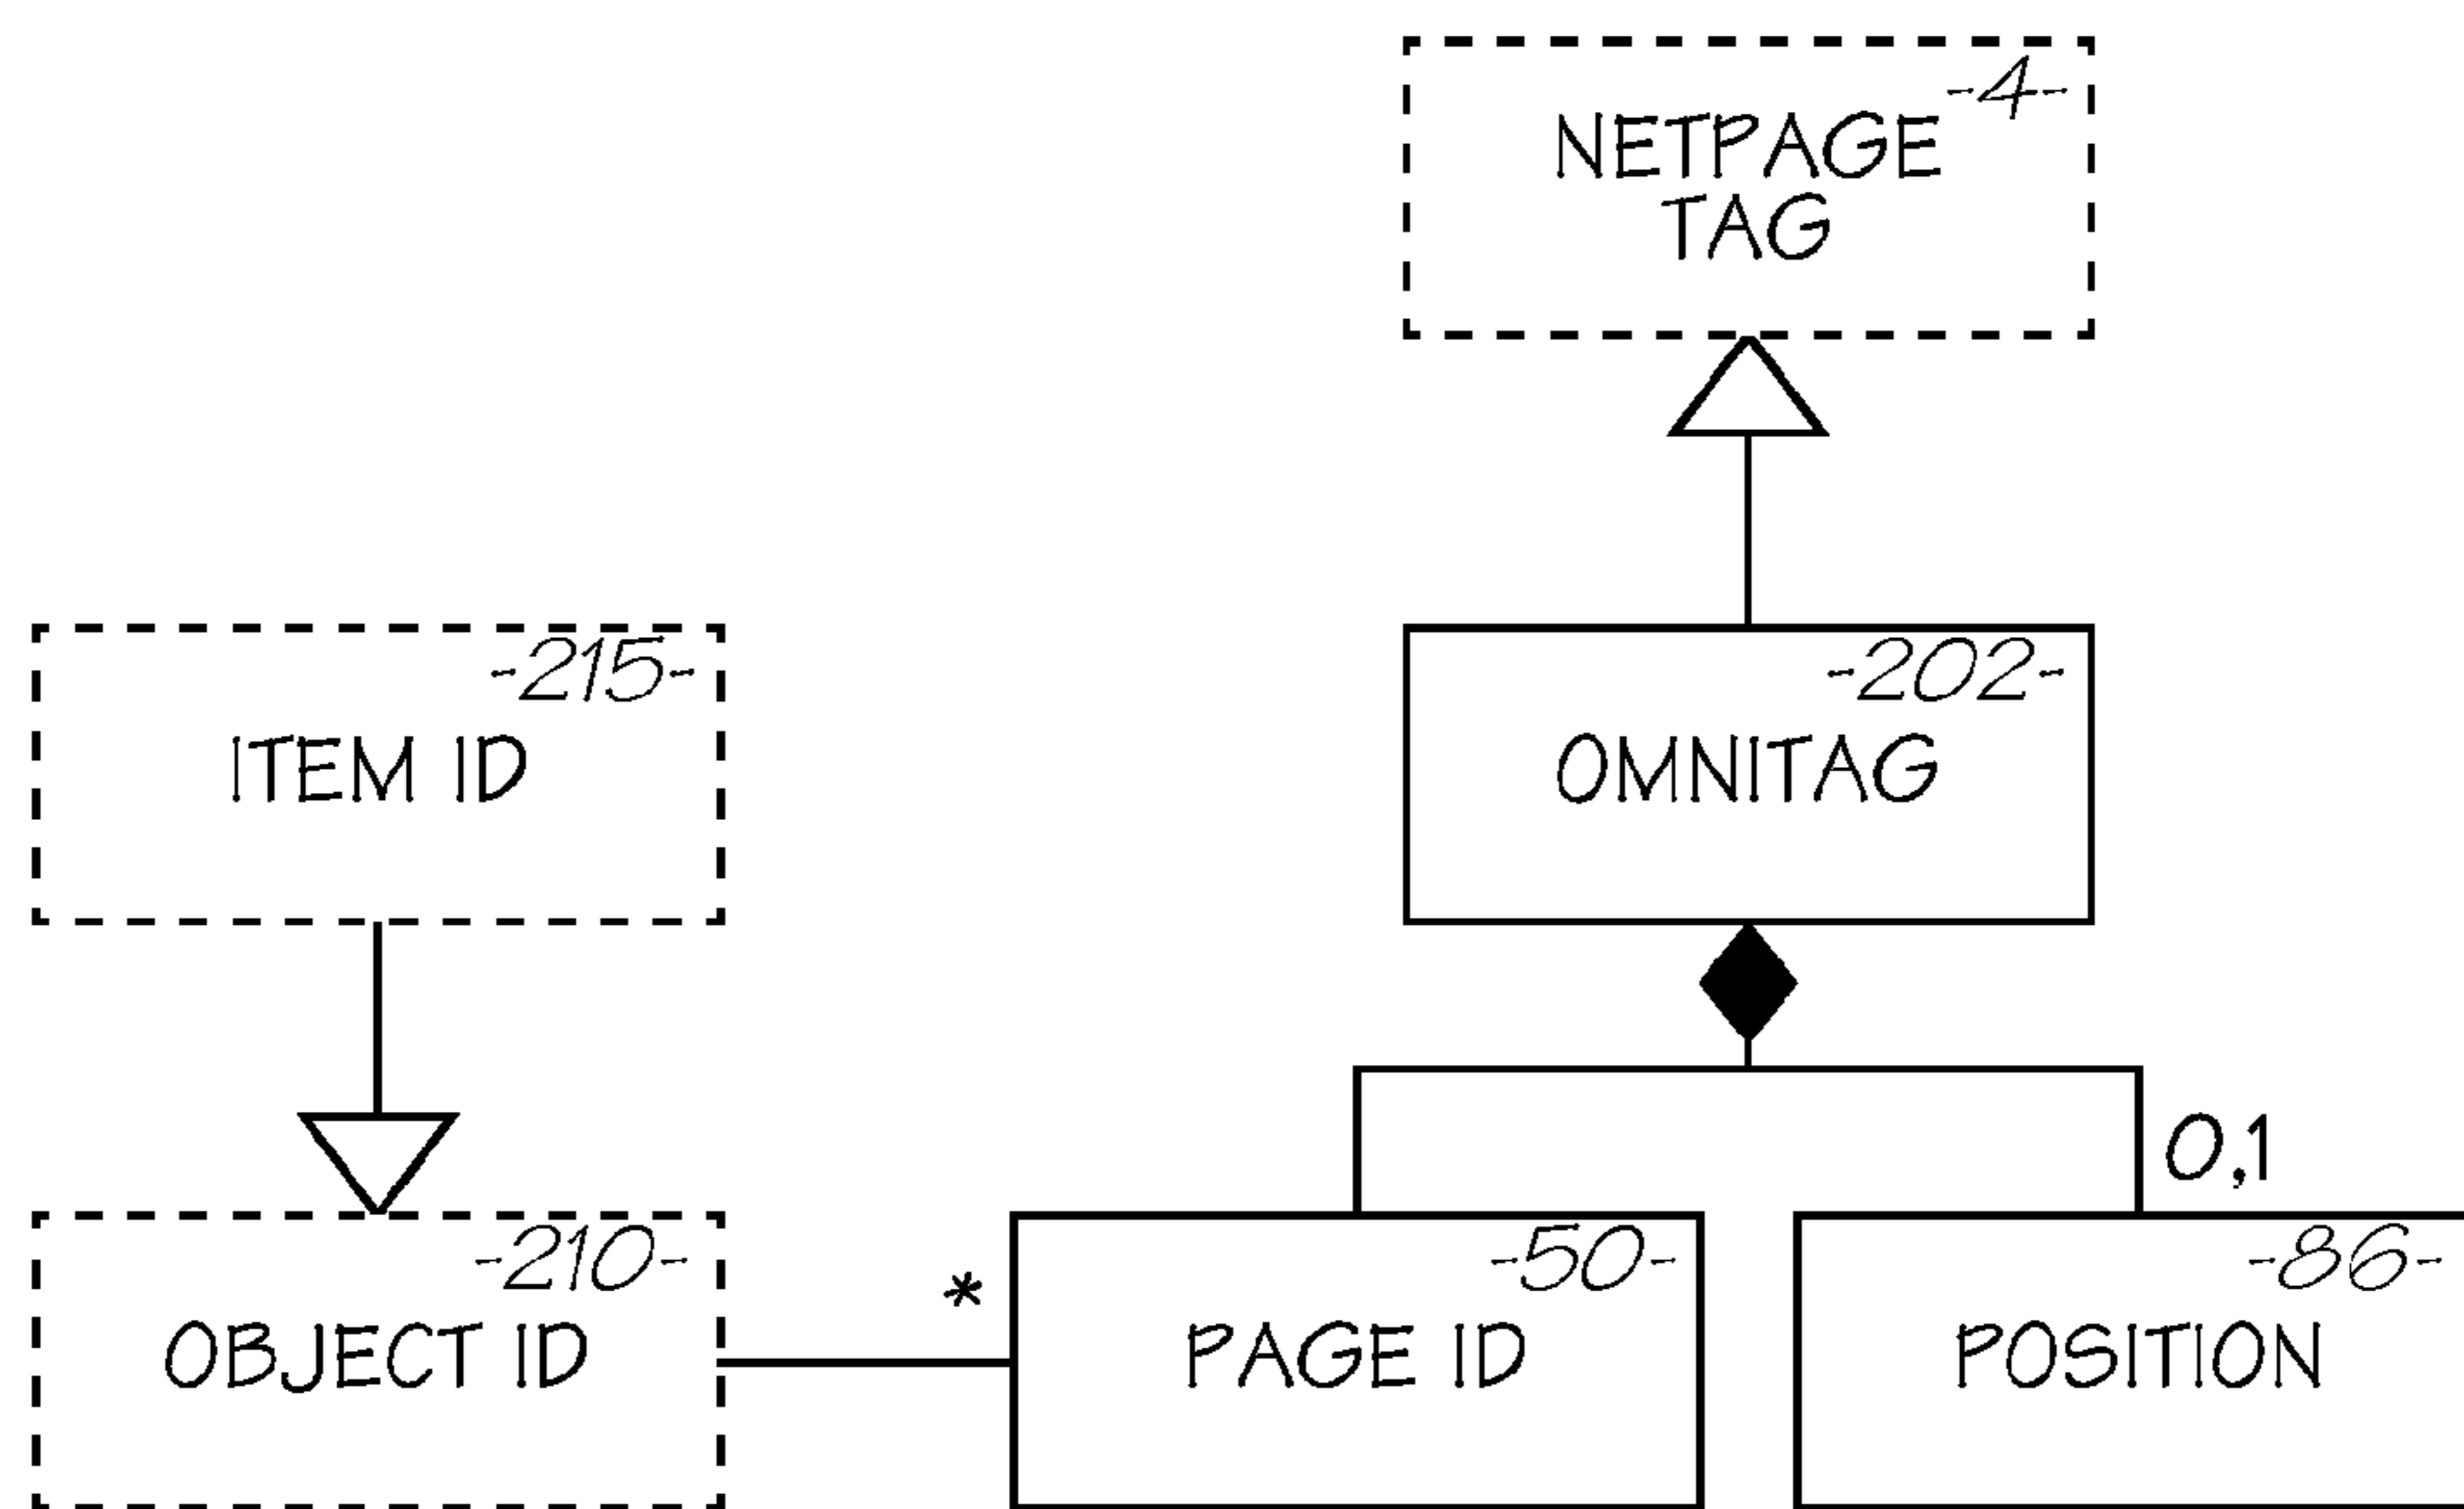 -4-
NETPAGE
TAG
-215-
ITEM ID
-202-
OMNITAG
0,1
-210-
OBJECT ID
*
-50-
PAGE ID
-86-
POSITION